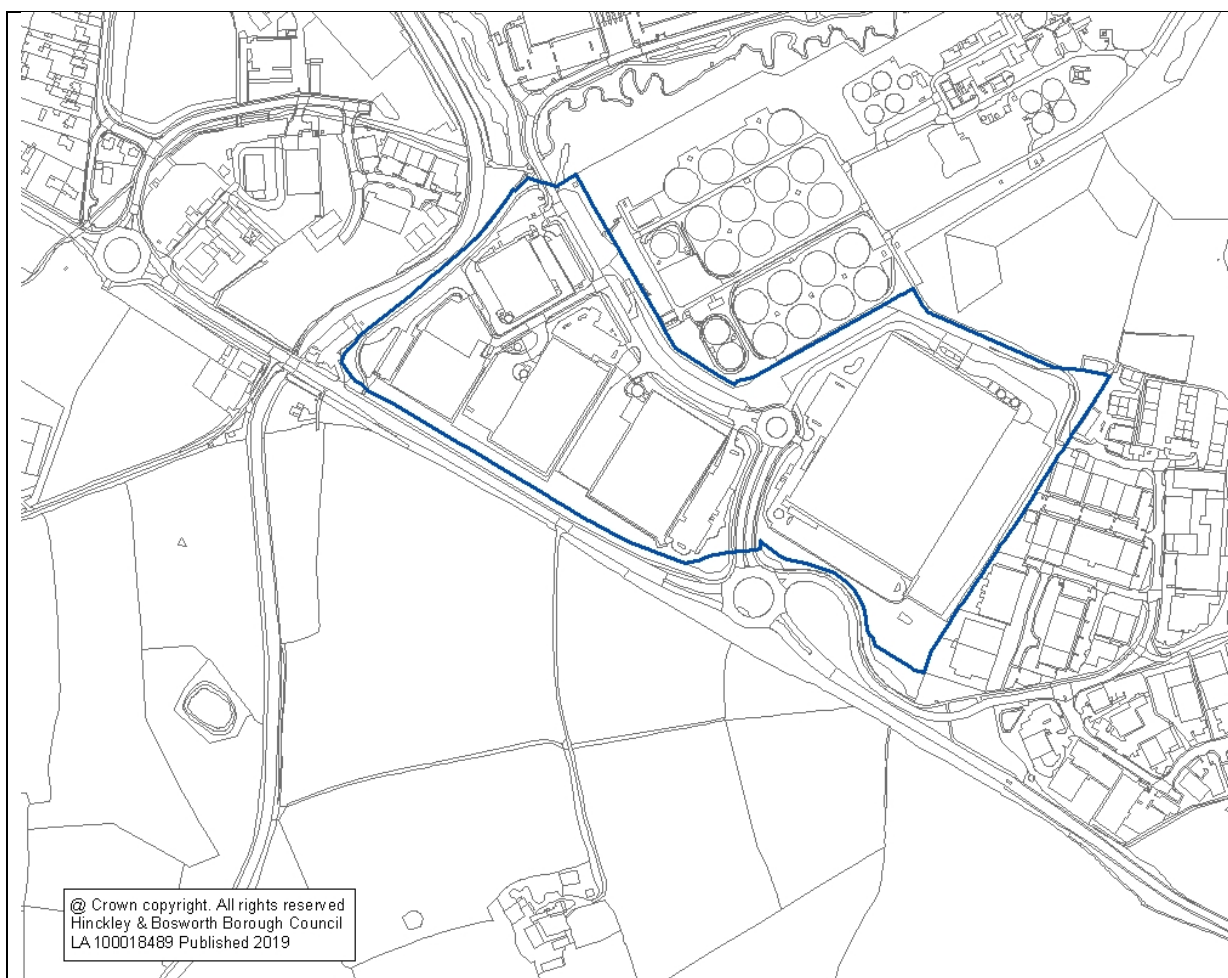 @ Crown copyright. All rights reserved
Hinckley & Bosworth Borough Council
LA 100018489 Published 2019